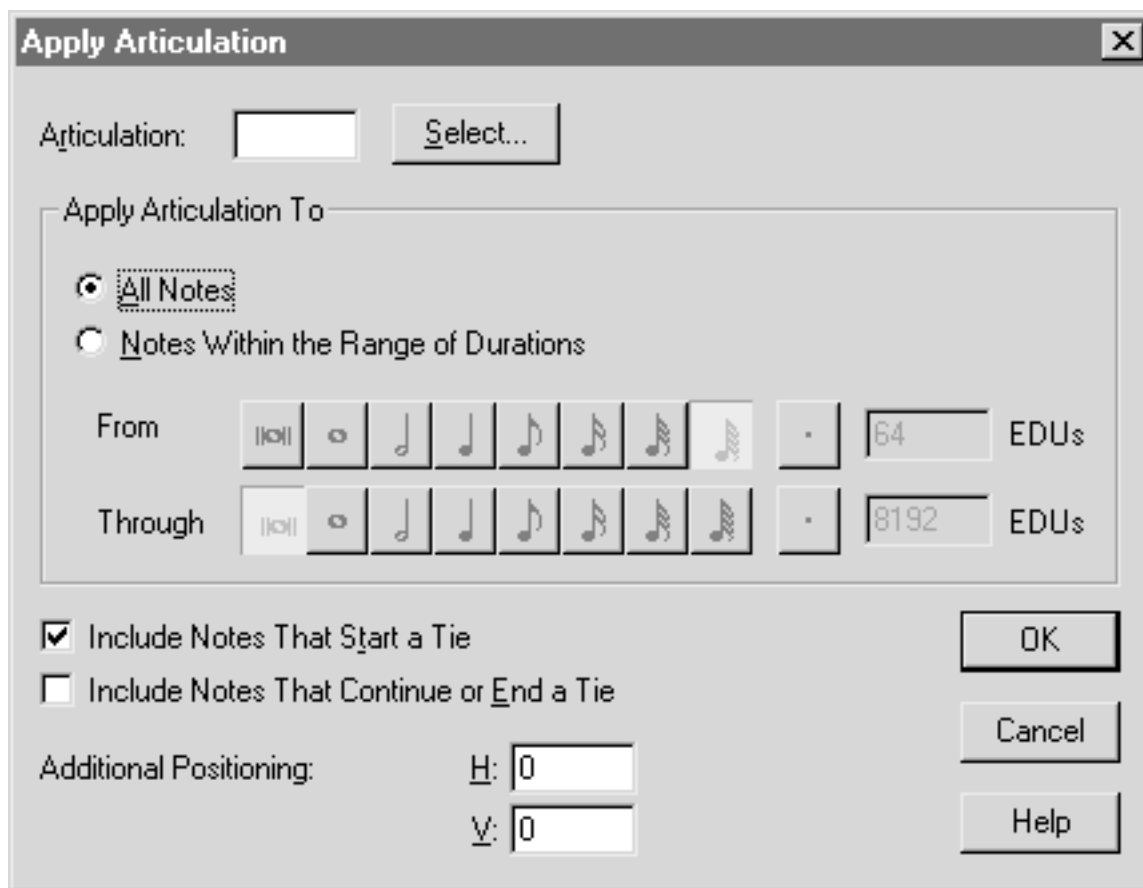 Apply Articulation
Articulation: Select...
Apply Articulation To
All Notes
Notes Within the Range of Durations
From 64 EDUs
Through 8192 EDUs
Include Notes That Start a Tie
Include Notes That Continue or End a Tie
OK
Cancel
Additional Positioning: H: 0
V: 0
Help